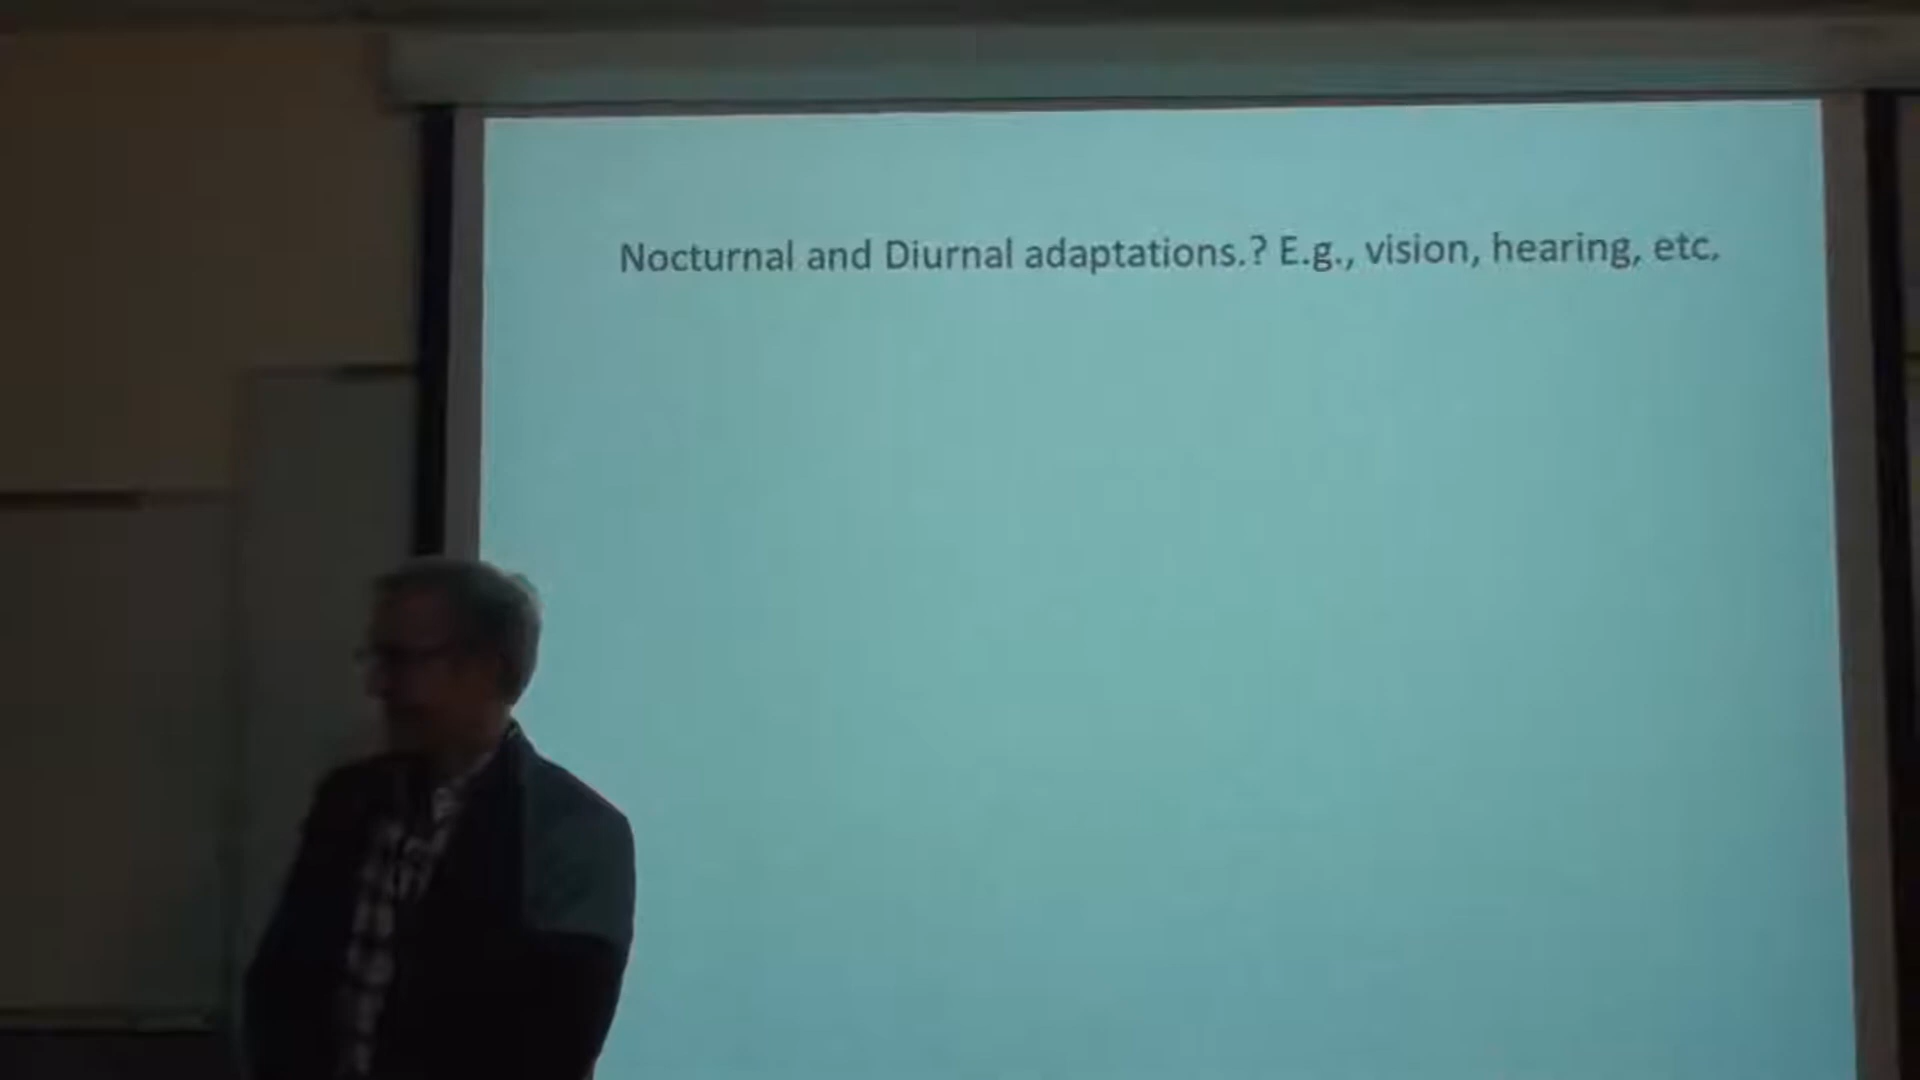 Nocturnal and Diurnal adaptations.? E.g., vision, hearing, etc.